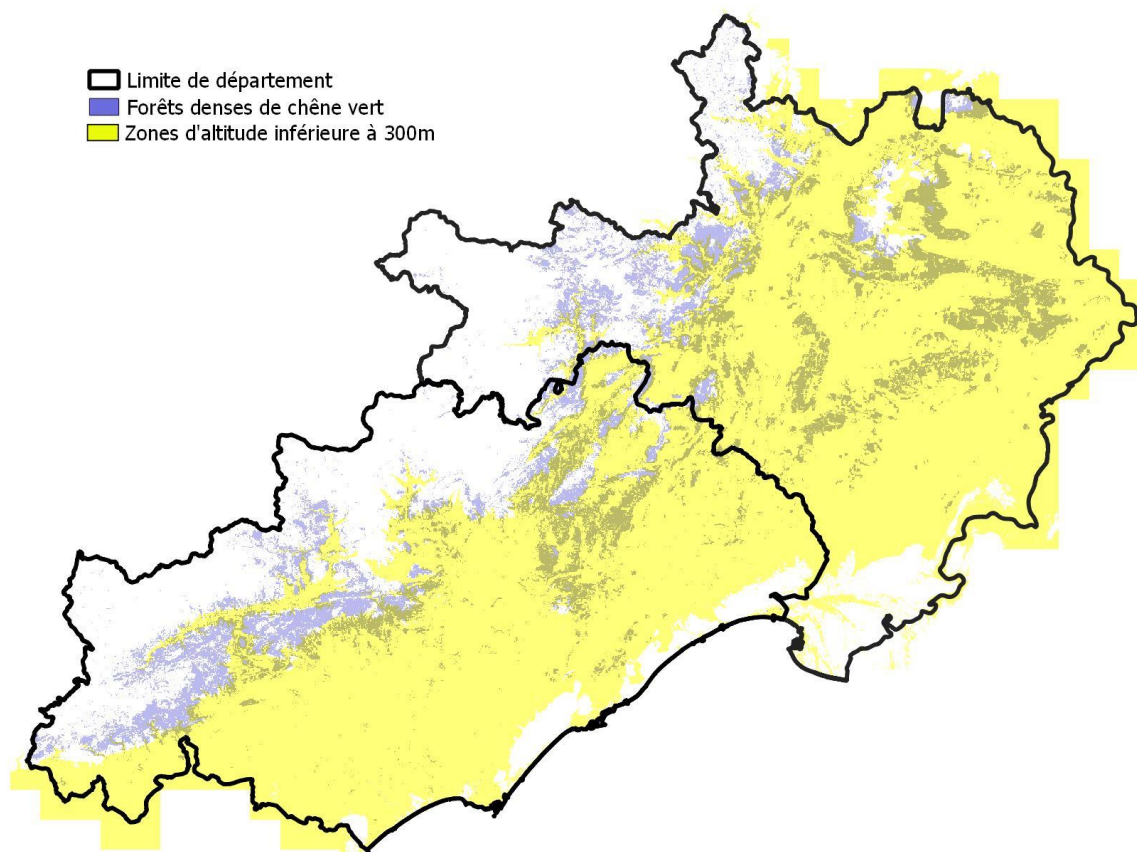 Limite de département
Forêts denses de chêne vert
Zones d'altitude inférieure à 300m